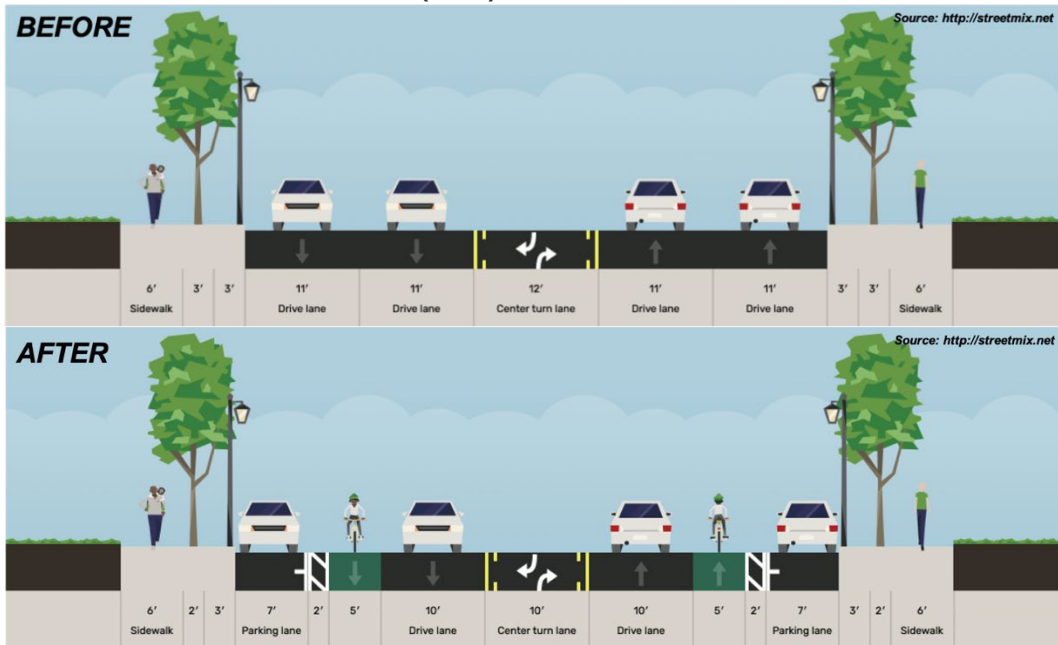 BEFORE
Source: http://streetmix.net
6' 3' 3' 11' 11' 12' 11' 11' 3' 3' 6'
Sidewalk Drive lane Drive lane Center turn lane Drive lane Drive lane Sidewalk
AFTER
Source: http://streetmix.net
6' 2' 3' 7' 2' 5' 10' 10' 10' 5' 2' 7' 3' 2' 6'
Sidewalk Parking lane Drive lane Center turn lane Drive lane Parking lane Sidewalk